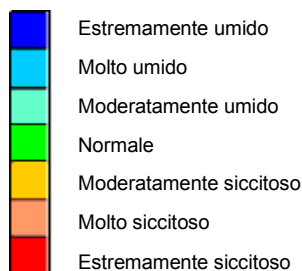 Estremamente umido
Molto umido
Moderatamente umido
Normale
Moderatamente siccitoso
Molto siccitoso
Estremamente siccitoso